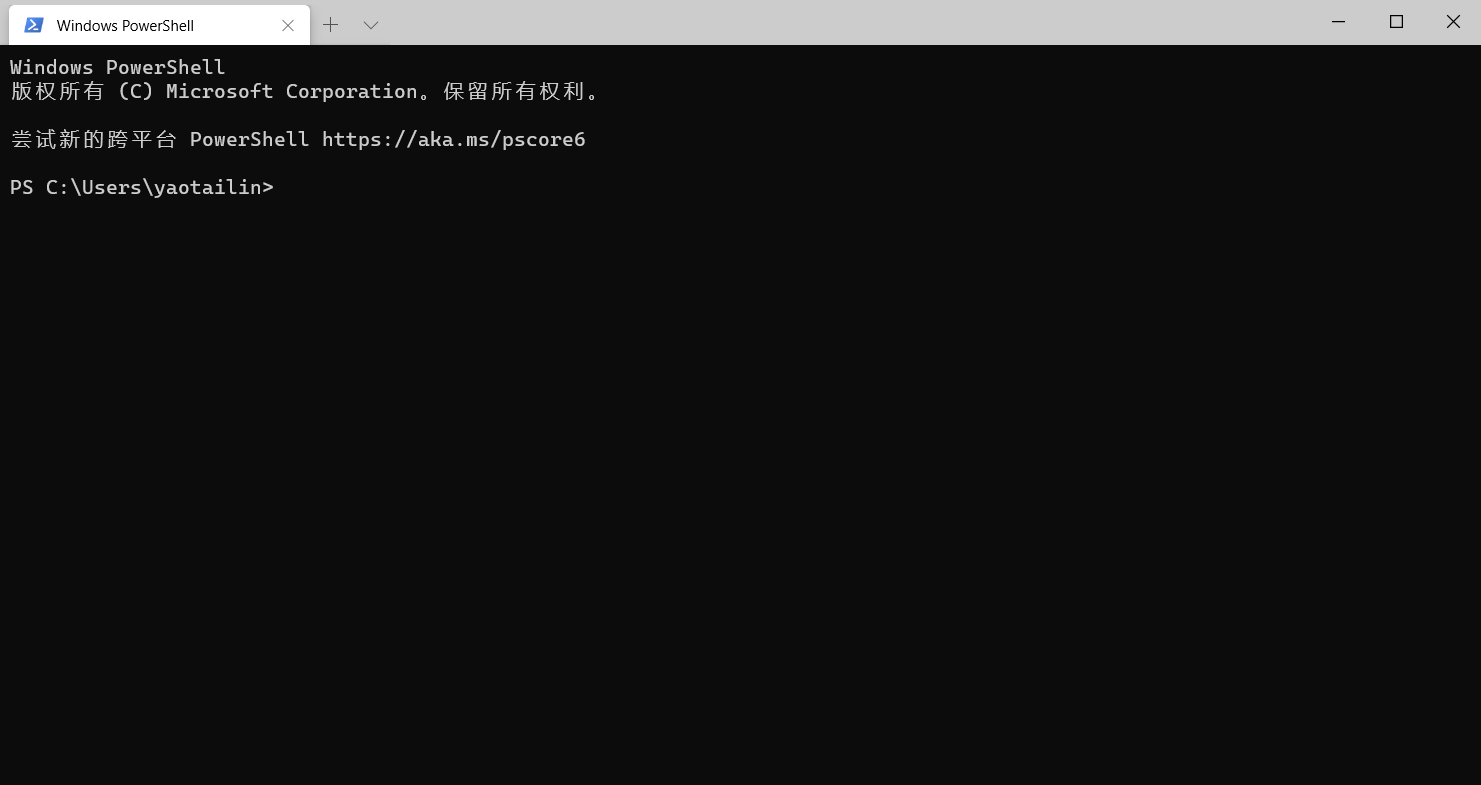 Windows PowerShell
Windows PowerShell
版权所有 (C) Microsoft Corporation。保留所有权利。
尝试新的跨平台 PowerShell https://aka.ms/pscore6
PS C:\Users\yaotailin>